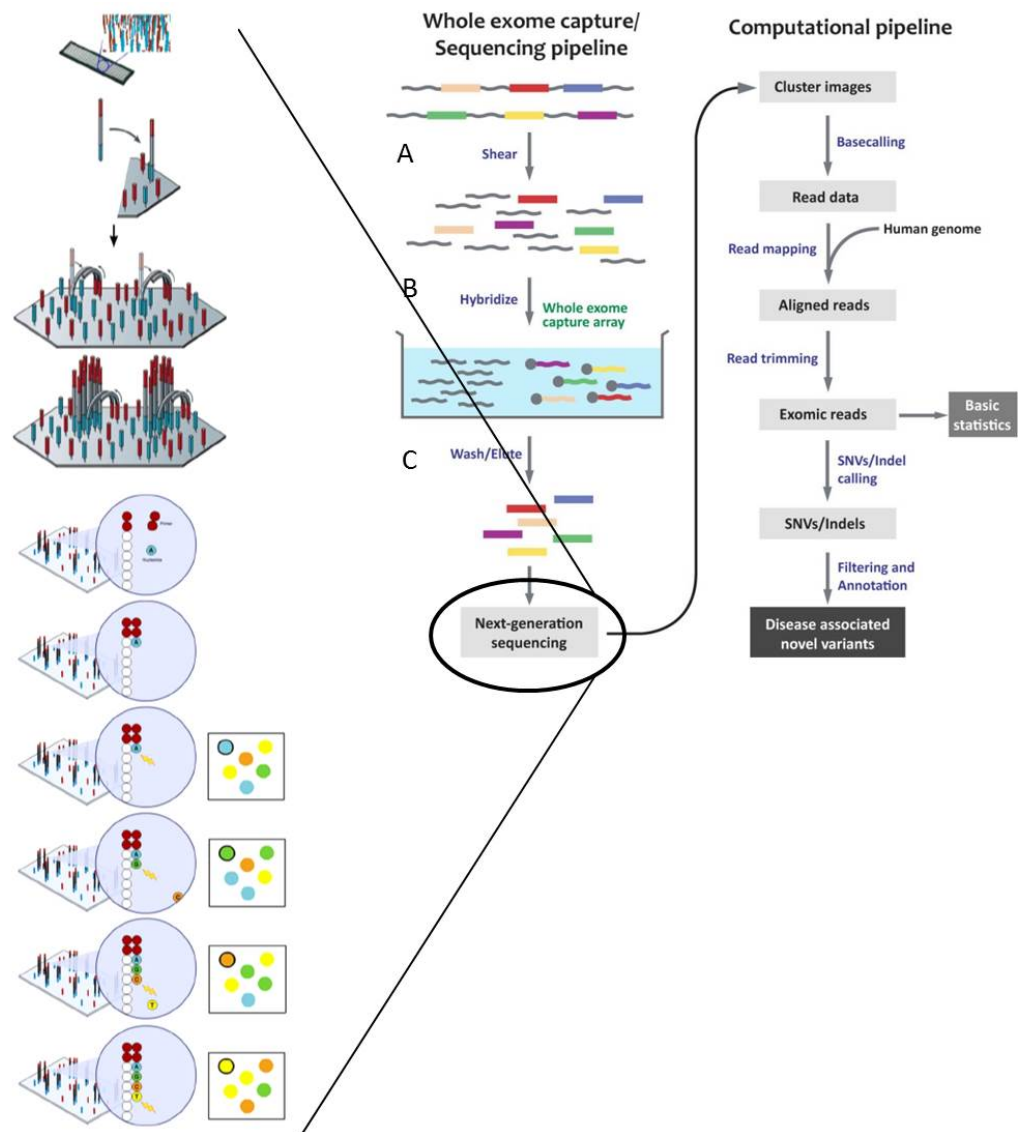 Whole exome capture/
Sequencing pipeline
A
Shear
B
Hybridize
Whole exome
capture array
C
Wash/Elute
Next-generation
sequencing
Computational pipeline
Cluster images
Basecalling
Read data
Human genome
Read mapping
Aligned reads
Read trimming
Exomic reads
Basic
statistics
SNVs/Indel
calling
SNVs/Indels
Filtering and
Annotation
Disease associated
novel variants
Primer
A
Nucleotide
A
A
A
G
C
A
G
C
T
A
G
C
T